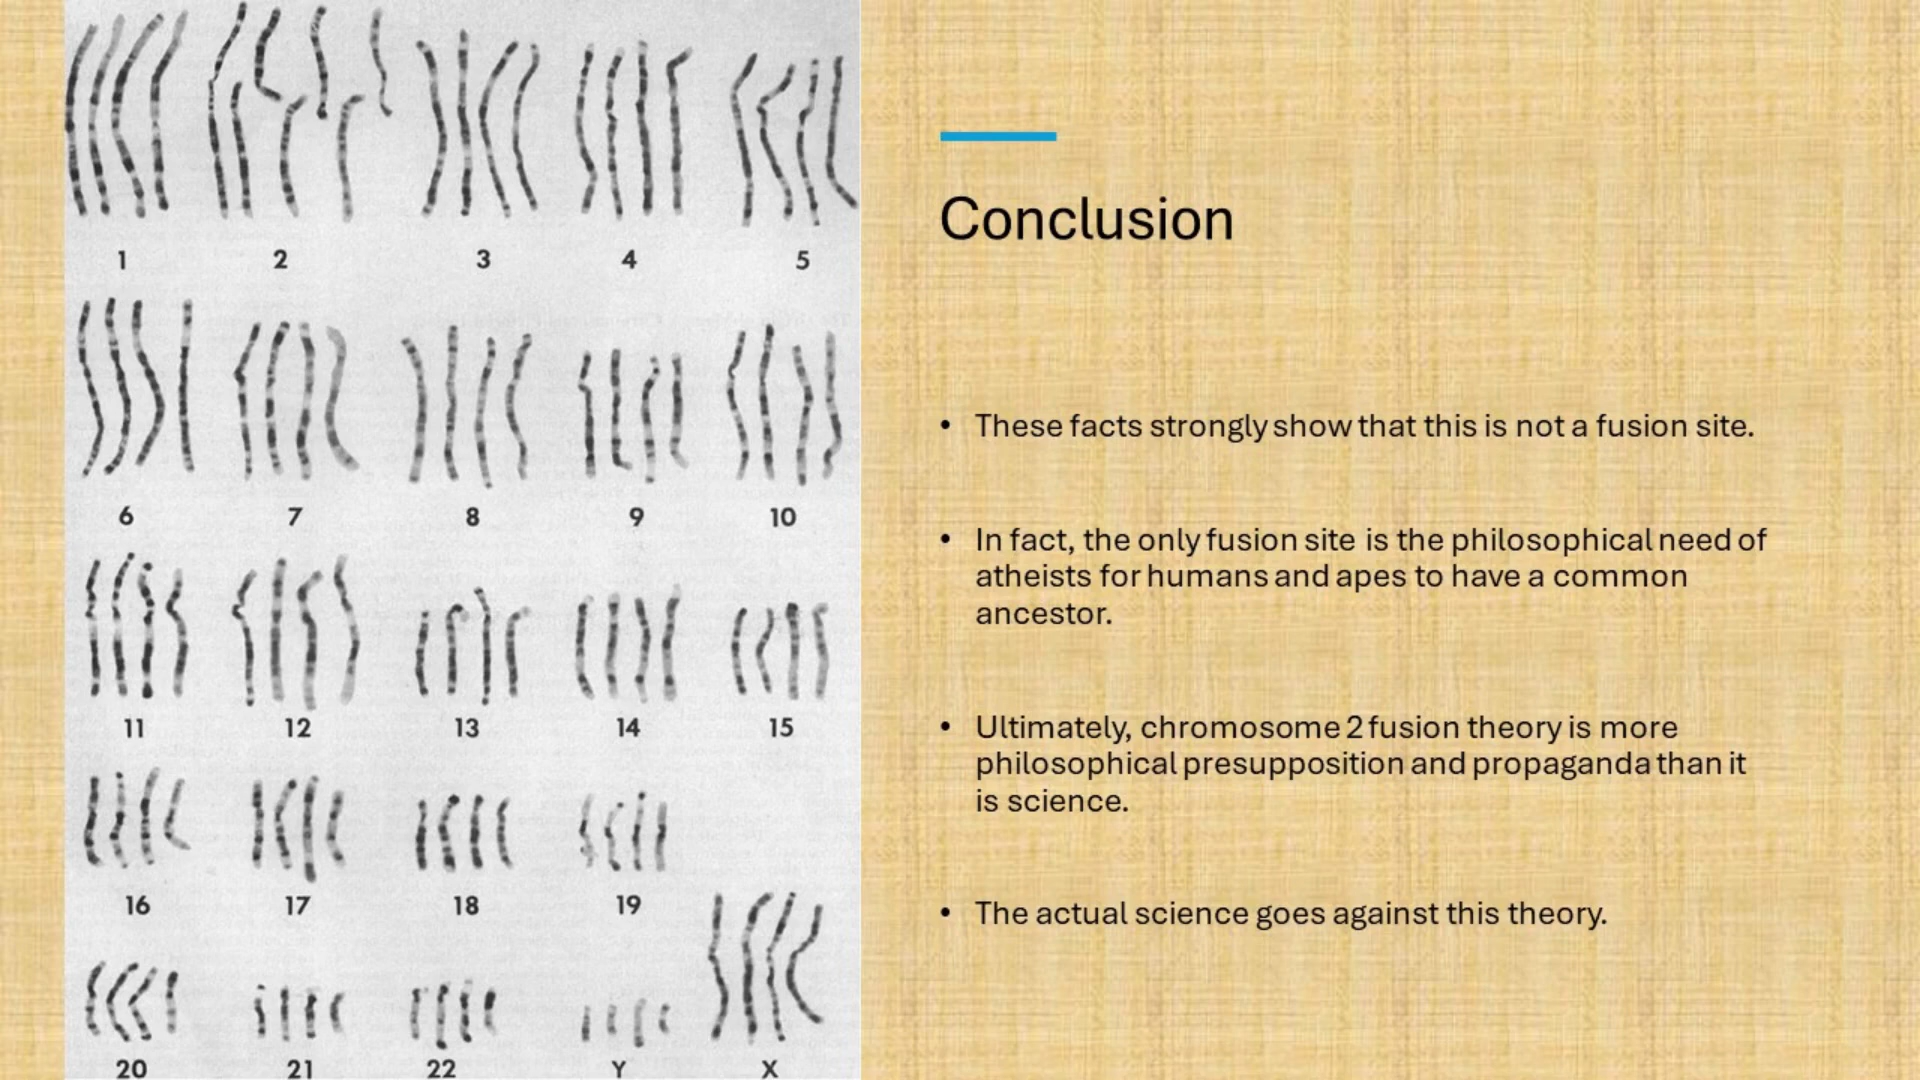 1 2 3 4 5
6 7 8 9 10
11 12 13 14 15
16 17 18 19
20 21 22 Y X
Conclusion
• These facts strongly show that this is not a fusion site.
• In fact, the only fusion site is the philosophical need of
atheists for humans and apes to have a common
ancestor.
• Ultimately, chromosome 2 fusion theory is more
philosophical presupposition and propaganda than it
is science.
• The actual science goes against this theory.